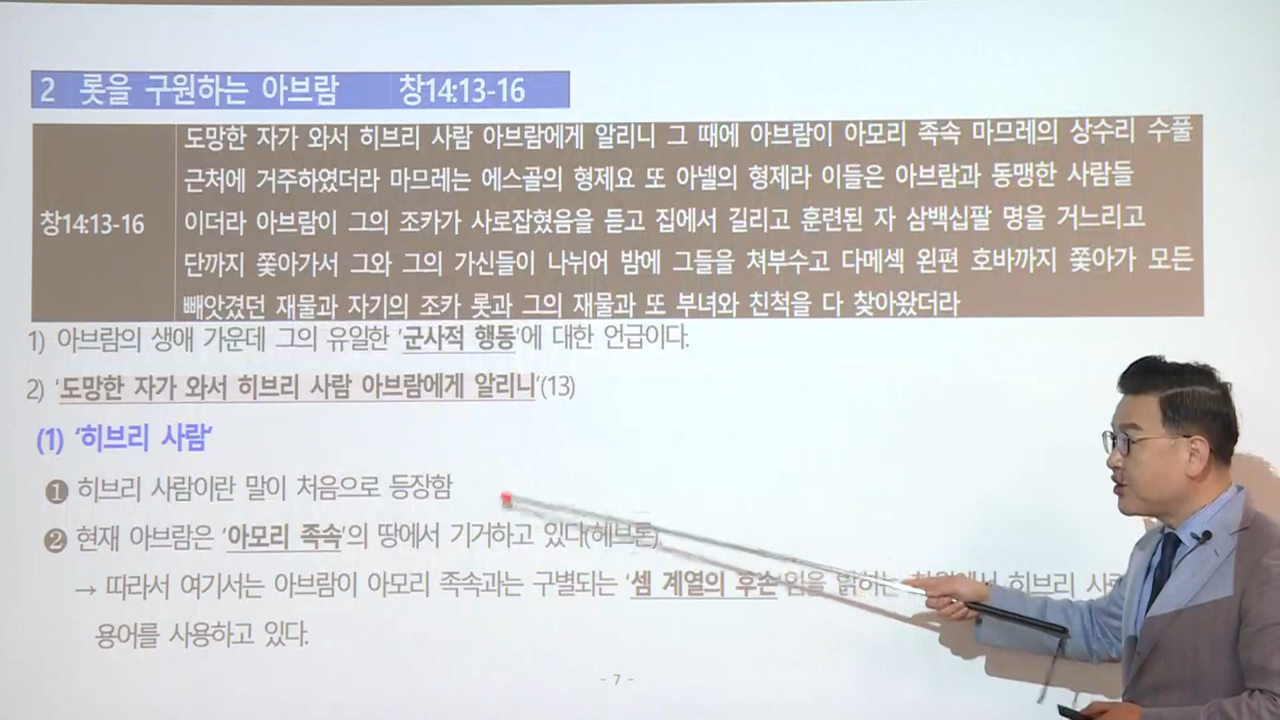 2 롯을 구원하는 아브람 창14:13-16
창14:13-16
도망한 자가 와서 히브리 사람 아브람에게 알리니 그 때에 아브람이 아모리 족속 마므레의 상수리 수풀
근처에 거주하였더라 마므레는 에스골의 형제요 또 아넬의 형제라 이들은 아브람과 동맹한 사람들
이더라 아브람이 그의 조카가 사로잡혔음을 듣고 집에서 길리고 훈련된 자 삼백십팔 명을 거느리고
단까지 쫓아가서 그와 그의 가신들이 나뉘어 밤에 그들을 쳐부수고 다메섹 왼편 호바까지 쫓아가 모든
빼앗겼던 재물과 자기의 조카 롯과 그의 재물과 또 부녀와 친척을 다 찾아왔더라
1) 아브람의 생애 가운데 그의 유일한 '군사적 행동'에 대한 언급이다.
2) '도망한 자가 와서 히브리 사람 아브람에게 알리니'(13)
(1) '히브리 사람'
❶ 히브리 사람이란 말이 처음으로 등장함
❷ 현재 아브람은 '아모리 족속'의 땅에서 기거하고 있다(헤브론).
→ 따라서 여기서는 아브람이 아모리 족속과는 구별되는 '셈 계열의 후손'임을 밝히는 히브리
용어를 사용하고 있다.
- 7 -